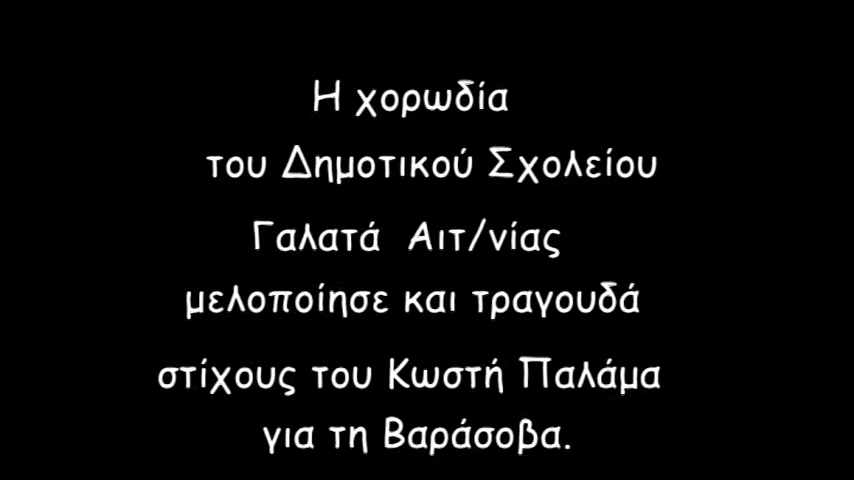 Η χορωδία
του Δημοτικού Σχολείου
Γαλατά Αιτ/νίας
μελοποίησε και τραγουδά
στίχους του Κωστή Παλάμα
για τη Βαράσοβα.